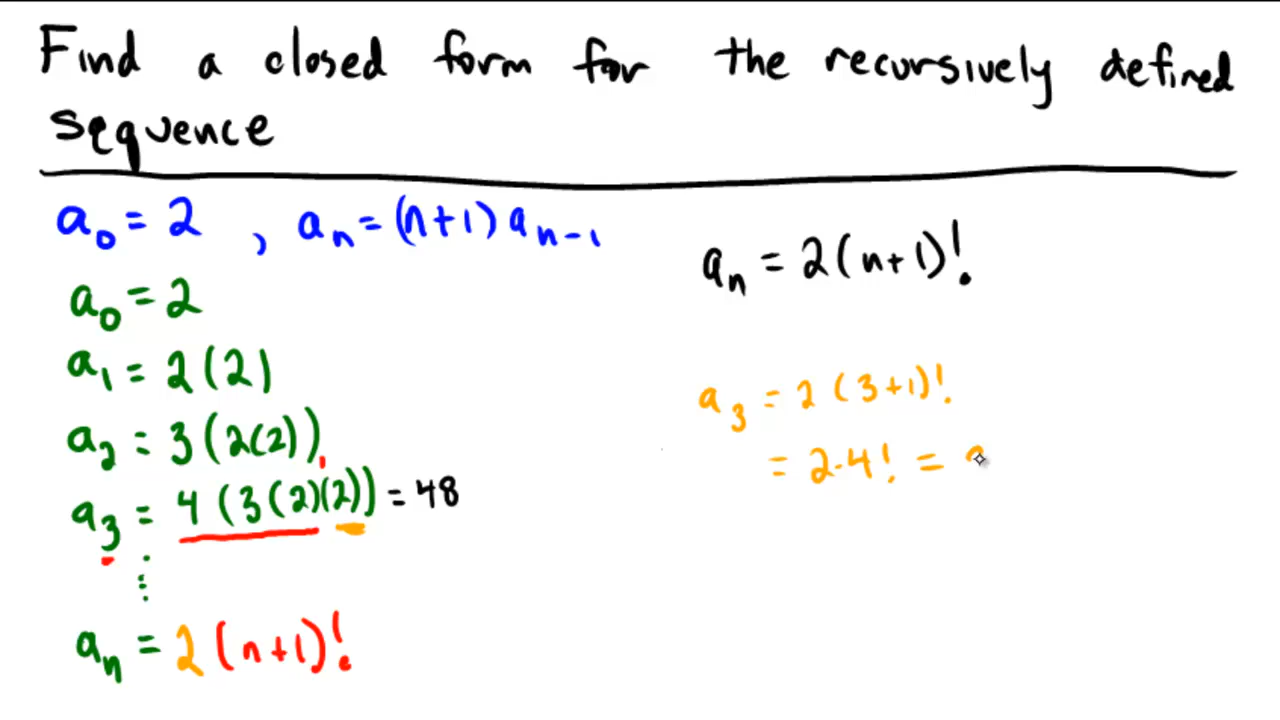 Find a closed form for the recursively defined
sequence
a₀ = 2 , aₙ = (n+1) aₙ₋₁
a₀ = 2
a₁ = 2(2)
a₂ = 3(2(2))
a₃ = 4(3(2)(2)) = 48
⋮
aₙ = 2(n+1)!
aₙ = 2(n+1)!
a₃ = 2(3+1)!
= 2·4! =